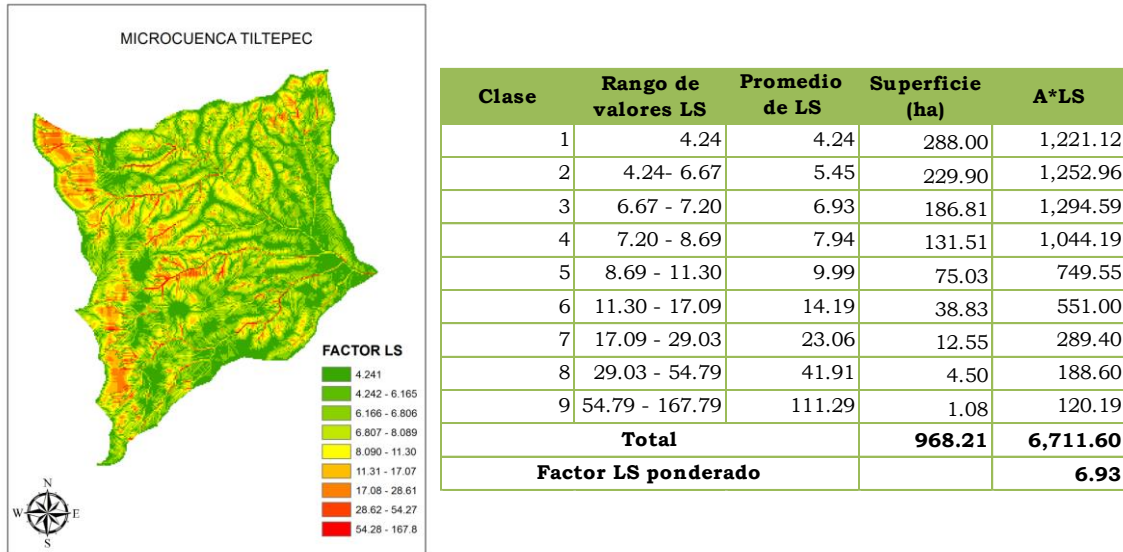 MICROCUENCA TILTEPEC
FACTOR LS
4.241
4.242 - 6.165
6.166 - 6.806
6.807 - 8.089
8.090 - 11.30
11.31 - 17.07
17.08 - 28.61
28.62 - 54.27
54.28 - 167.8
N
W E
S
Clase Rango de valores LS Promedio de LS Superficie (ha) A*LS
1 4.24 4.24 288.00 1,221.12
2 4.24- 6.67 5.45 229.90 1,252.96
3 6.67 - 7.20 6.93 186.81 1,294.59
4 7.20 - 8.69 7.94 131.51 1,044.19
5 8.69 - 11.30 9.99 75.03 749.55
6 11.30 - 17.09 14.19 38.83 551.00
7 17.09 - 29.03 23.06 12.55 289.40
8 29.03 - 54.79 41.91 4.50 188.60
9 54.79 - 167.79 111.29 1.08 120.19
Total 968.21 6,711.60
Factor LS ponderado 6.93